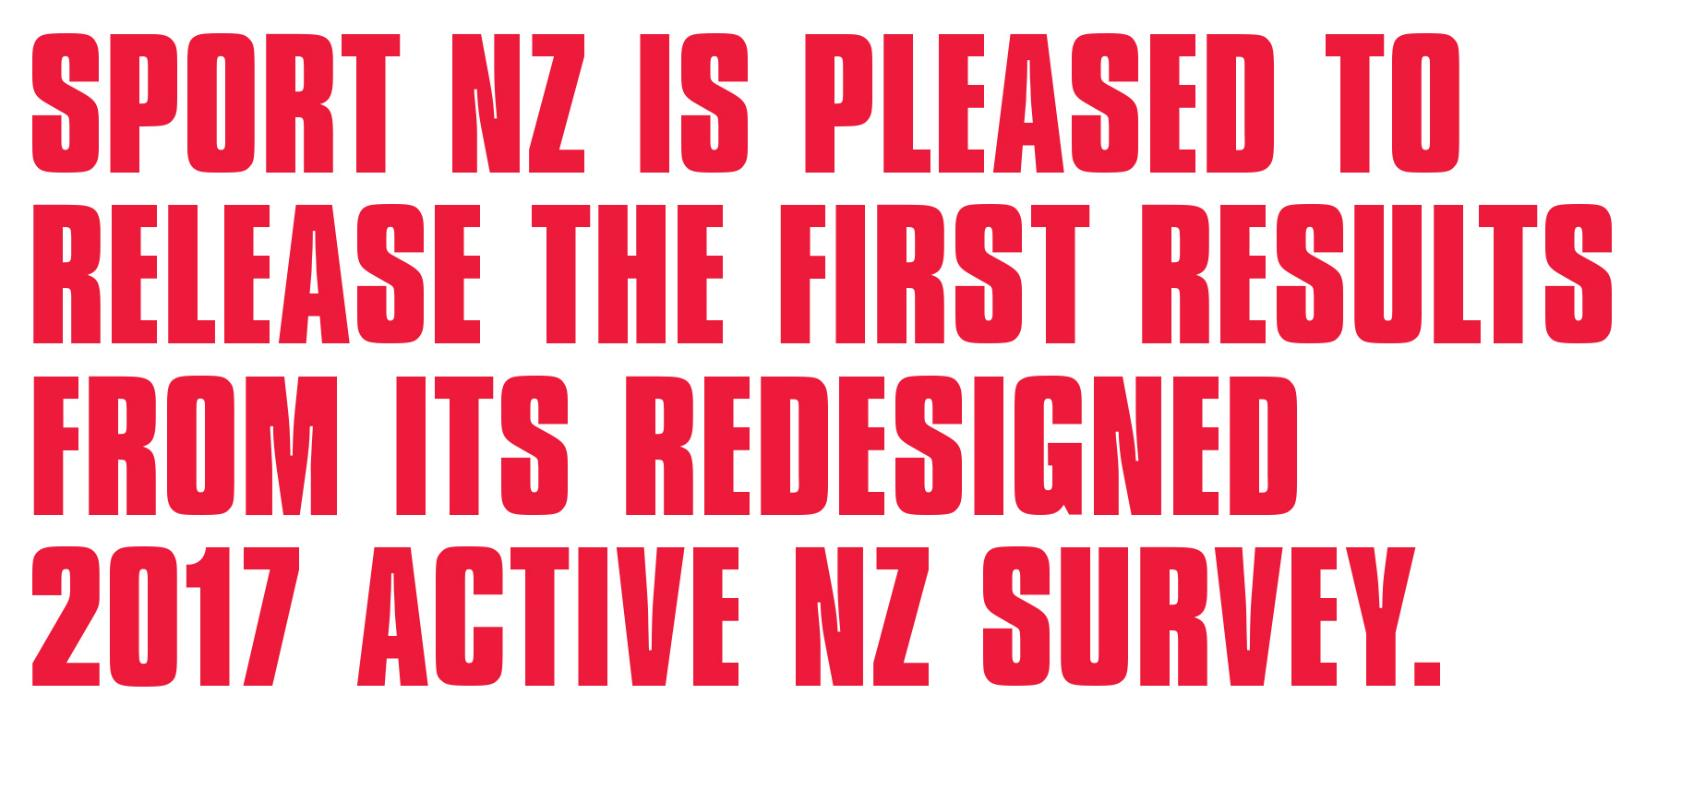 SPORT NZ IS PLEASED TO
RELEASE THE FIRST RESULTS
FROM ITS REDESIGNED
2017 ACTIVE NZ SURVEY.